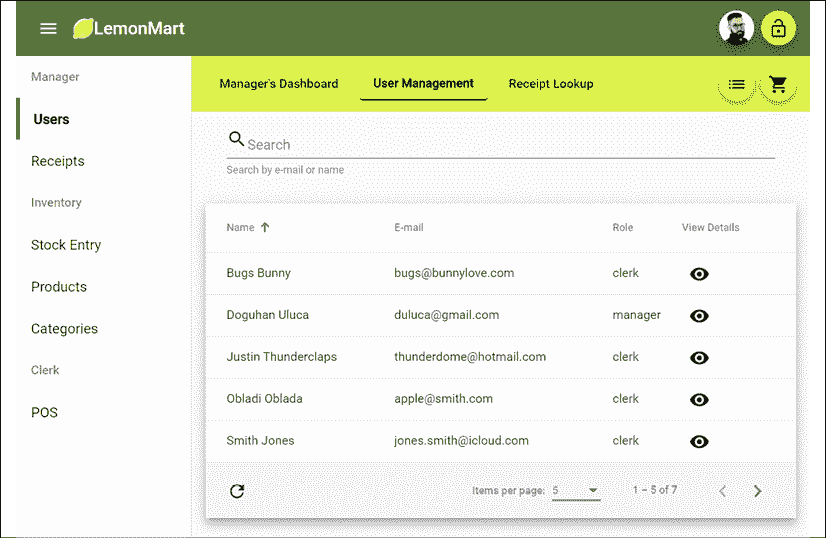 LemonMart
Manager
Users
Receipts
Inventory
Stock Entry
Products
Categories
Clerk
POS
Manager's Dashboard User Management Receipt Lookup
Search
Search by e-mail or name
Name E-mail Role View Details
Bugs Bunny bugs@bunnylove.com clerk
Doguhan Uluca duluca@gmail.com manager
Justin Thunderclaps thunderdome@hotmail.com clerk
Obladi Oblada apple@smith.com clerk
Smith Jones jones.smith@icloud.com clerk
Items per page: 5 1 – 5 of 7